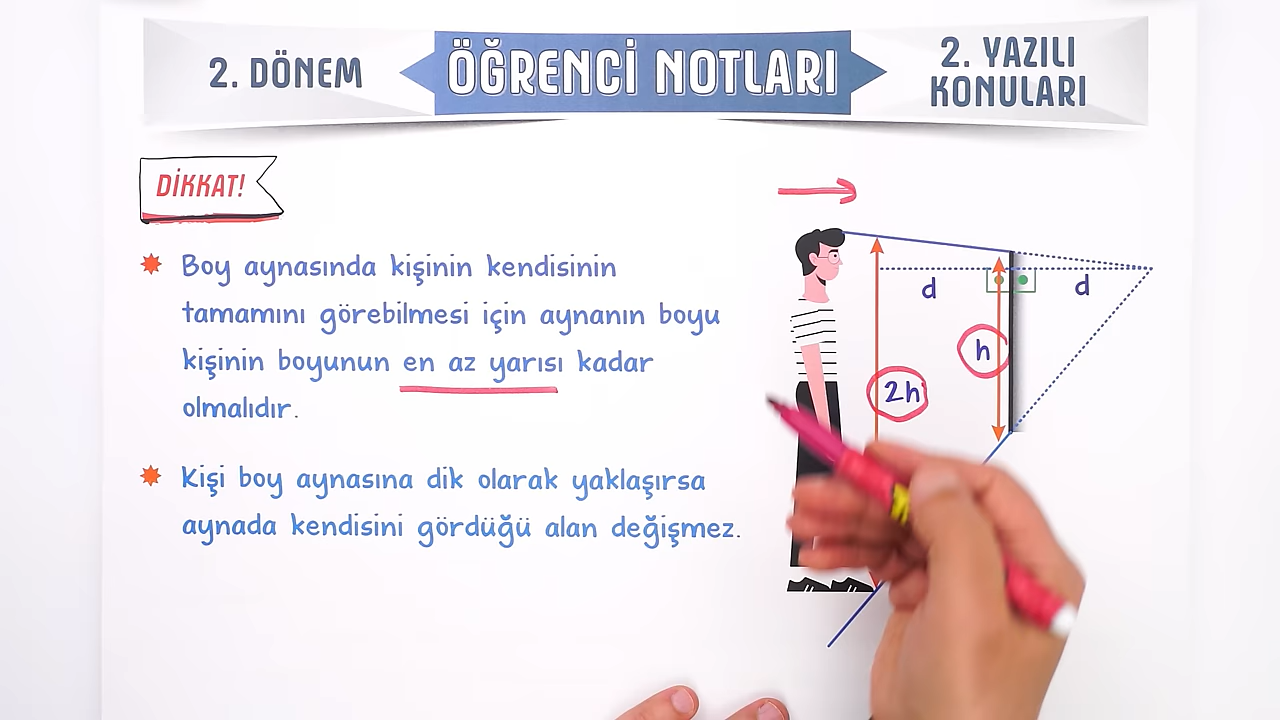 2. DÖNEM
ÖĞRENCİ NOTLARI
2. YAZILI
KONULARI
DİKKAT!
Boy aynasında kişinin kendisinin
tamamını görebilmesi için aynanın boyu
kişinin boyunun en az yarısı kadar
olmalıdır.
Kişi boy aynasına dik olarak yaklaşırsa
aynada kendisini gördüğü alan değişmez.
d
d
h
2h